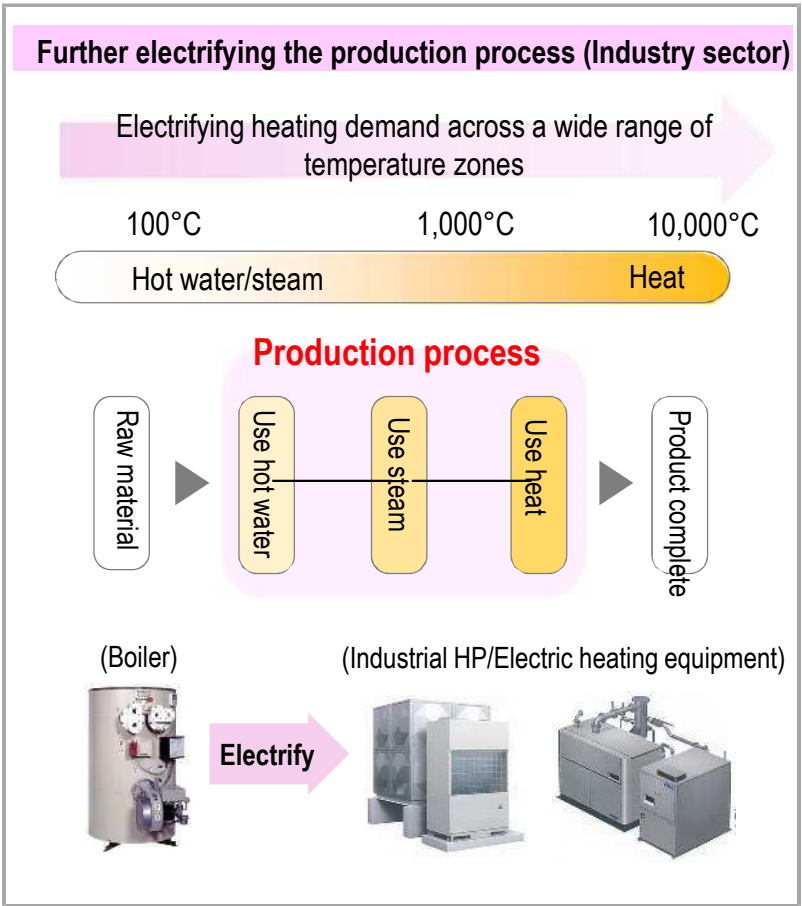 Further electrifying the production process (Industry sector)
Electrifying heating demand across a wide range of
temperature zones
100°C 1,000°C 10,000°C
Hot water/steam Heat
Production process
Raw material
Use hot water
Use steam
Use heat
Product complete
(Boiler) (Industrial HP/Electric heating equipment)
Electrify